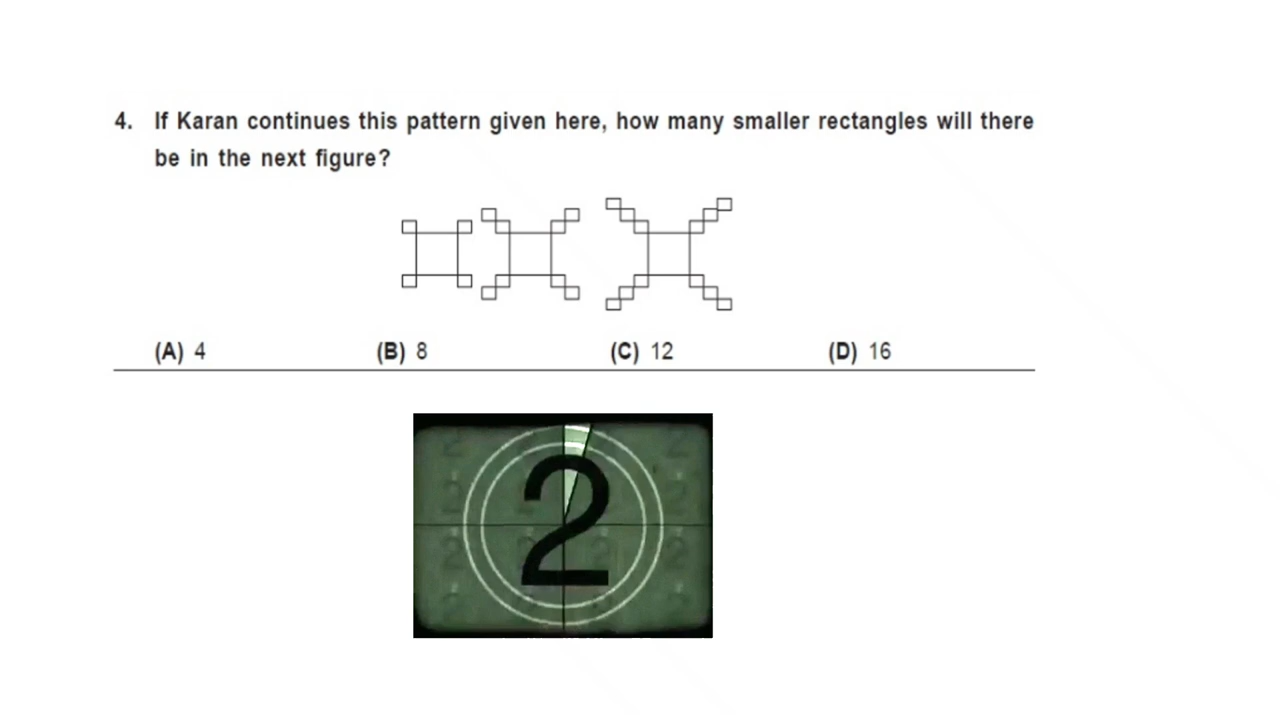 4. If Karan continues this pattern given here, how many smaller rectangles will there
be in the next figure?
(A) 4 (B) 8 (C) 12 (D) 16
2